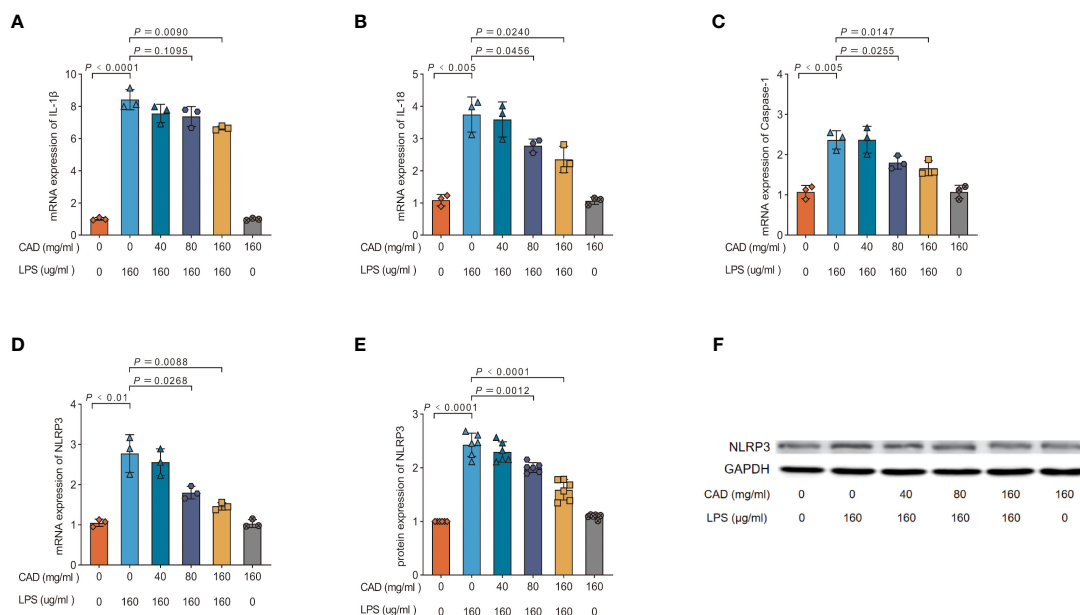 A
P = 0.0090
P = 0.1095
P < 0.0001
mRNA expression of IL-1β
10
8
6
4
2
0
CAD (mg/ml) 0 0 40 80 160 160
LPS (ug/ml) 0 160 160 160 160 0
B
P = 0.0240
P = 0.0456
P < 0.005
mRNA expression of IL-18
5
4
3
2
1
0
CAD (mg/ml) 0 0 40 80 160 160
LPS (ug/ml) 0 160 160 160 160 0
C
P = 0.0147
P = 0.0255
P < 0.005
mRNA expression of Caspase-1
4
3
2
1
0
CAD (mg/ml) 0 0 40 80 160 160
LPS (ug/ml) 0 160 160 160 160 0
D
P = 0.0088
P = 0.0268
P < 0.01
mRNA expression of NLRP3
4
3
2
1
0
CAD (mg/ml) 0 0 40 80 160 160
LPS (ug/ml) 0 160 160 160 160 0
E
P < 0.0001
P = 0.0012
P < 0.0001
protein expression of NLRP3
3
2
1
0
CAD (mg/ml) 0 0 40 80 160 160
LPS (ug/ml) 0 160 160 160 160 0
F
NLRP3
GAPDH
CAD (mg/ml) 0 0 40 80 160 160
LPS (μg/ml) 0 160 160 160 160 0